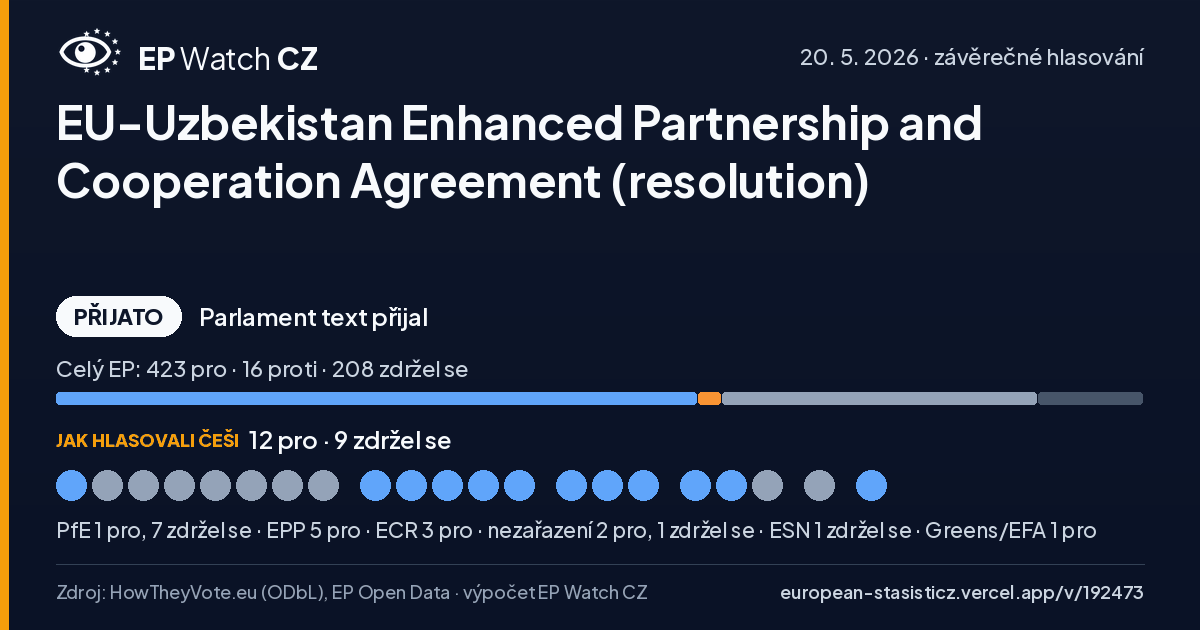 EP Watch CZ
20. 5. 2026 · závěrečné hlasování
EU–Uzbekistan Enhanced Partnership and
Cooperation Agreement (resolution)
PŘIJATO Parlament text přijal
Celý EP: 423 pro · 16 proti · 208 zdržel se
JAK HLASOVALI ČEŠI 12 pro · 9 zdržel se
PfE 1 pro, 7 zdržel se · EPP 5 pro · ECR 3 pro · nezařazení 2 pro, 1 zdržel se · ESN 1 zdržel se · Greens/EFA 1 pro
Zdroj: HowTheyVote.eu (ODbL), EP Open Data · výpočet EP Watch CZ
european-stasisticz.vercel.app/v/192473